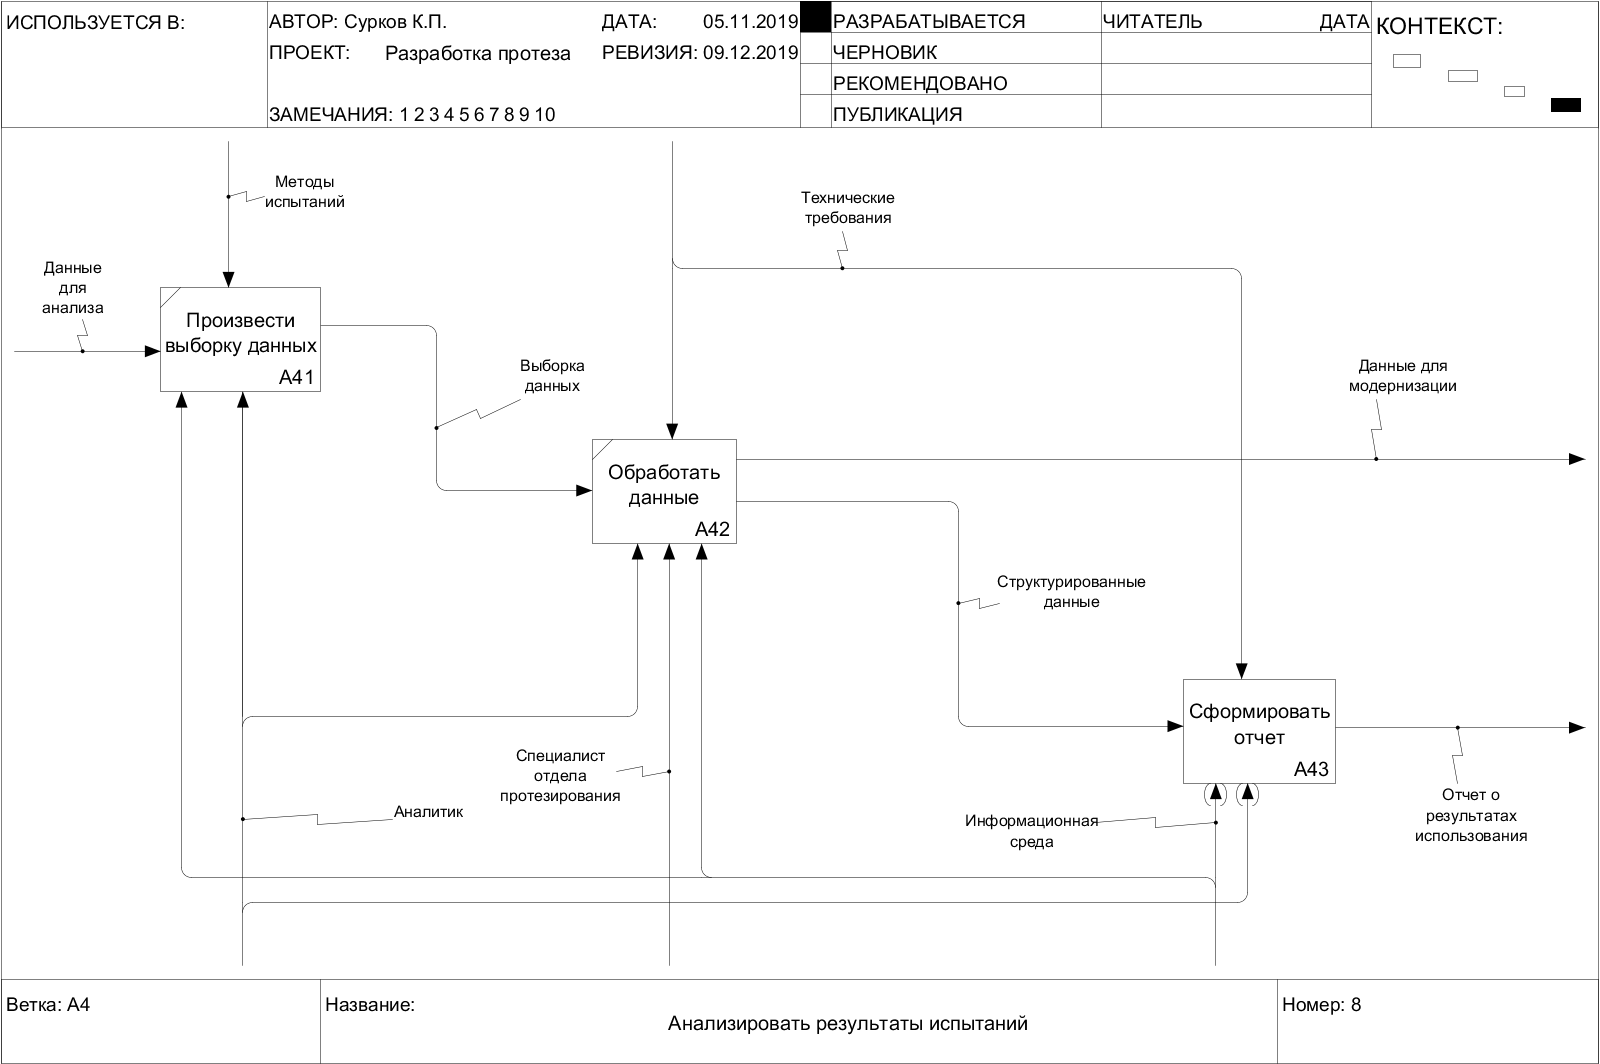 ИСПОЛЬЗУЕТСЯ В:
АВТОР: Сурков К.П.
ДАТА: 05.11.2019
ПРОЕКТ: Разработка протеза
РЕВИЗИЯ: 09.12.2019
ЗАМЕЧАНИЯ: 1 2 3 4 5 6 7 8 9 10
РАЗРАБАТЫВАЕТСЯ
ЧЕРНОВИК
РЕКОМЕНДОВАНО
ПУБЛИКАЦИЯ
ЧИТАТЕЛЬ
ДАТА
КОНТЕКСТ:
Методы
испытаний
Технические
требования
Данные
для
анализа
Произвести
выборку данных
A41
Выборка
данных
Данные для
модернизации
Обработать
данные
A42
Структурированные
данные
Сформировать
отчет
A43
Специалист
отдела
протезирования
Аналитик
Информационная
среда
Отчет о
результатах
использования
Ветка: A4
Название:
Анализировать результаты испытаний
Номер: 8